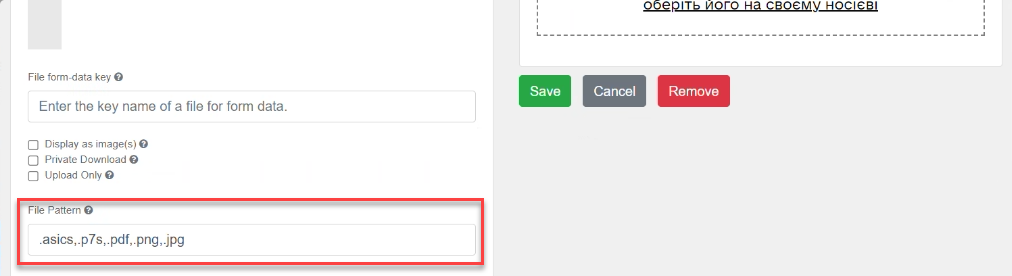 оберіть його на своєму носієві
File form-data key
Enter the key name of a file for form data.
Display as image(s)
Private Download
Upload Only
File Pattern
.asics,.p7s,.pdf,.png,.jpg
Save Cancel Remove